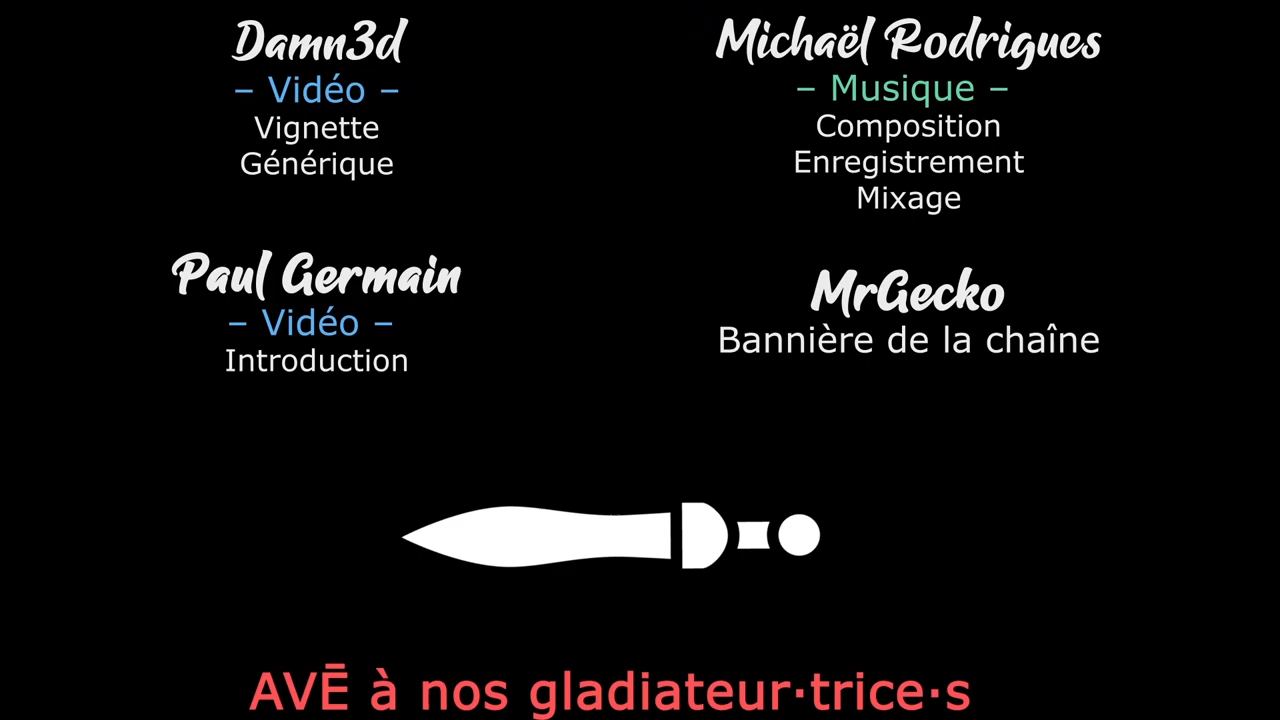 Damn3d
– Vidéo –
Vignette
Générique
Michaël Rodrigues
– Musique –
Composition
Enregistrement
Mixage
Paul Germain
– Vidéo –
Introduction
MrGecko
Bannière de la chaîne
AVĒ à nos gladiateur·trice·s